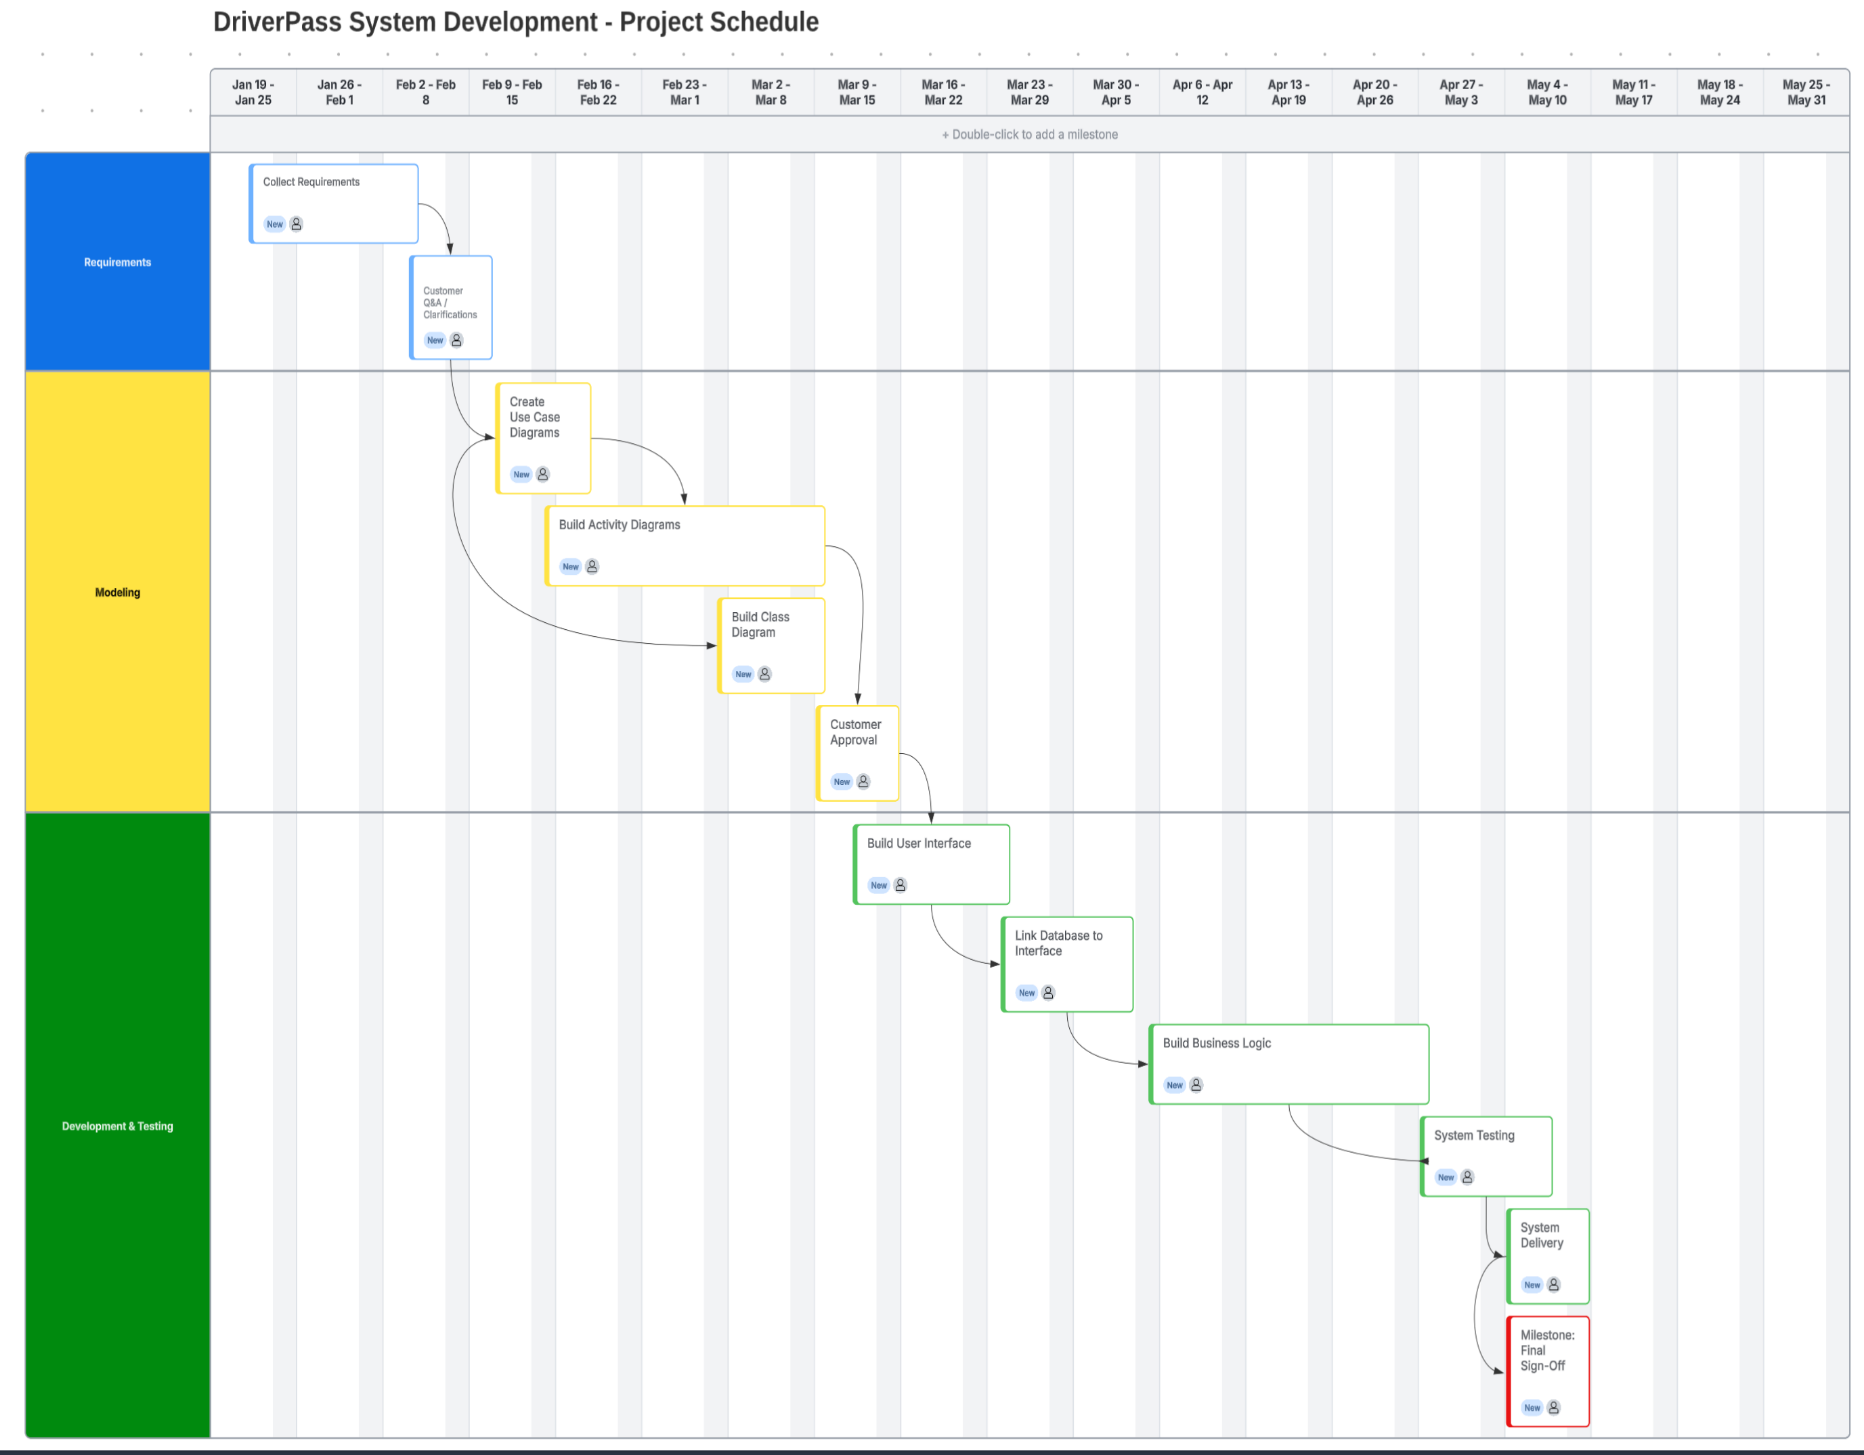 DriverPass System Development - Project Schedule
Jan 19 -
Jan 25
Jan 26 -
Feb 1
Feb 2 - Feb
8
Feb 9 - Feb
15
Feb 16 -
Feb 22
Feb 23 -
Mar 1
Mar 2 -
Mar 8
Mar 9 -
Mar 15
Mar 16 -
Mar 22
Mar 23 -
Mar 29
Mar 30 -
Apr 5
Apr 6 - Apr
12
Apr 13 -
Apr 19
Apr 20 -
Apr 26
Apr 27 -
May 3
May 4 -
May 10
May 11 -
May 17
May 18 -
May 24
May 25 -
May 31
+ Double-click to add a milestone
Requirements
Collect Requirements
New
Customer
Q&A /
Clarifications
New
Modeling
Create
Use Case
Diagrams
New
Build Activity Diagrams
New
Build Class
Diagram
New
Customer
Approval
New
Development & Testing
Build User Interface
New
Link Database to
Interface
New
Build Business Logic
New
System Testing
New
System
Delivery
New
Milestone:
Final
Sign-Off
New